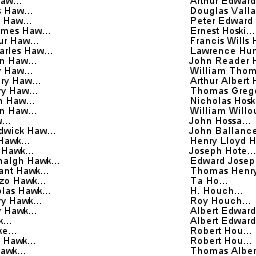 Haw...
Haw...
mes Haw...
ur Haw...
arles Haw...
n Haw...
Haw...
ry Haw...
ry Haw...
Haw...
n Haw...
w...
dwick Haw...
Hawk...
Hawk...
halgh Hawk...
ant Hawk...
zo Hawk...
olas Hawk...
ry Hawk...
Hawk...
k...
ke...
Hawk...
awk...
Arthur Edward
Douglas Valla
Peter Edward
Ernest Hoski...
Francis Wills H
Lawrence Hur
John Reader H
William Thom
Arthur Albert H
Thomas Grego
Nicholas Hosk
William Willou
John Hossa...
John Ballance
Henry Lloyd H
Joseph Hote...
Edward Josep
Thomas Henry
Ta Ho...
H. Houch...
Roy Houch...
Albert Edward
Albert Edward
Robert Hou...
Robert Hou...
Thomas Alber